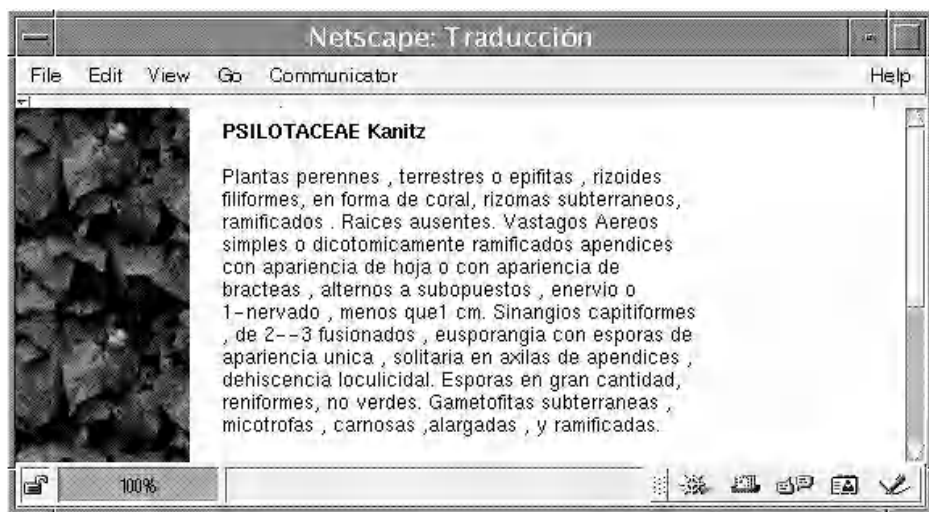 Netscape: Traducción
File Edit View Go Communicator Help
PSILOTACEAE Kanitz
Plantas perennes , terrestres o epifitas , rizoides
filiformes, en forma de coral, rizomas subterraneos,
ramificados . Raices ausentes. Vastagos Aereos
simples o dicotomicamente ramificados apendices
con apariencia de hoja o con apariencia de
bracteas , alternos a subopuestos , enervio o
1-nervado , menos que1 cm. Sinangios capitiformes
, de 2--3 fusionados , eusporangia con esporas de
apariencia unica , solitaria en axilas de apendices ,
dehiscencia loculicidal. Esporas en gran cantidad,
reniformes, no verdes. Gametofitas subterraneas ,
micotrofas , carnosas ,alargadas , y ramificadas.
100%